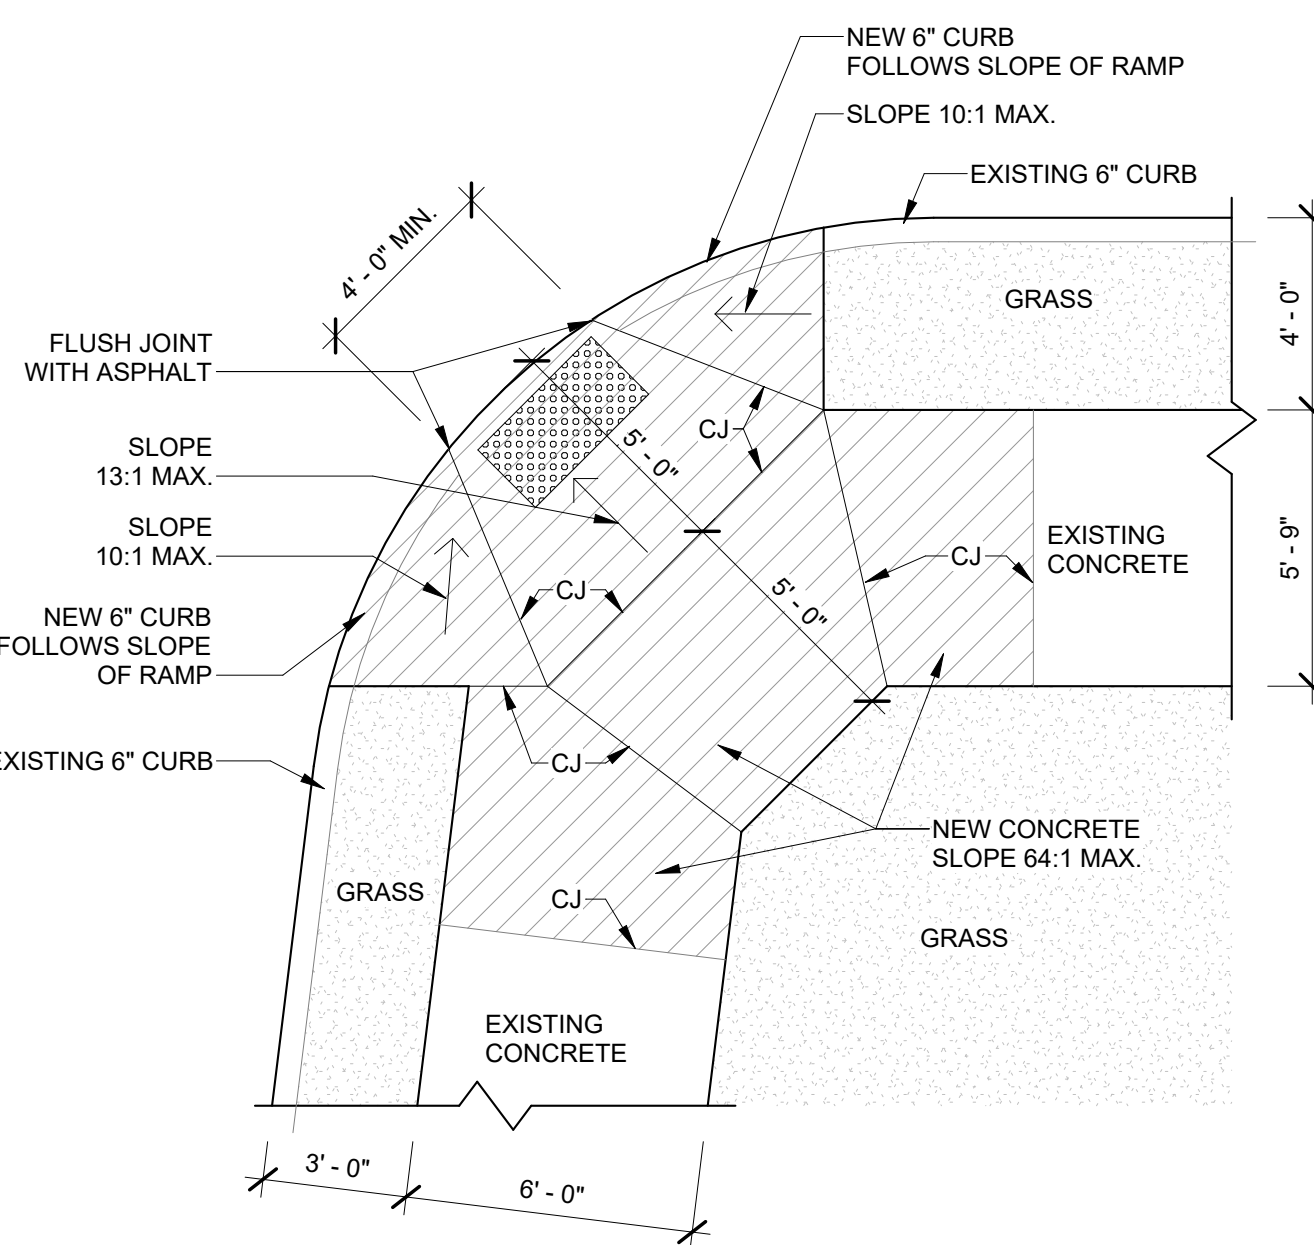 NEW 6" CURB
FOLLOWS SLOPE OF RAMP
SLOPE 10:1 MAX.
EXISTING 6" CURB
4' - 0" MIN.
GRASS
4' - 0"
FLUSH JOINT
WITH ASPHALT
CJ
5' - 0"
SLOPE
13:1 MAX.
SLOPE
10:1 MAX.
EXISTING
CONCRETE
5' - 9"
CJ
CJ
5' - 0"
NEW 6" CURB
FOLLOWS SLOPE
OF RAMP
EXISTING 6" CURB
CJ
NEW CONCRETE
SLOPE 64:1 MAX.
GRASS
CJ
GRASS
EXISTING
CONCRETE
3' - 0"
6' - 0"